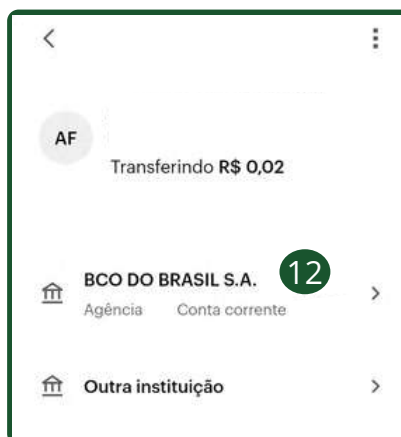 AF
Transferindo R$ 0,02
BCO DO BRASIL S.A. 12
Agência Conta corrente
Outra instituição